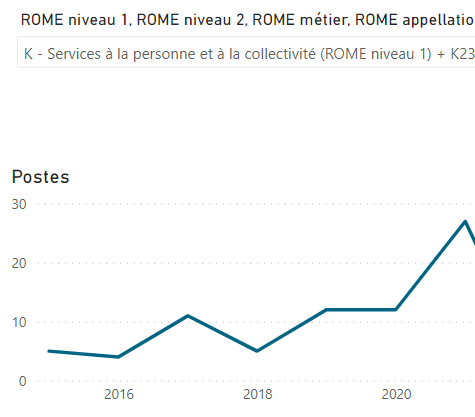 ROME niveau 1, ROME niveau 2, ROME métier, ROME appellatio
K - Services à la personne et à la collectivité (ROME niveau 1) + K23
Postes
30
20
10
0
2016 2018 2020